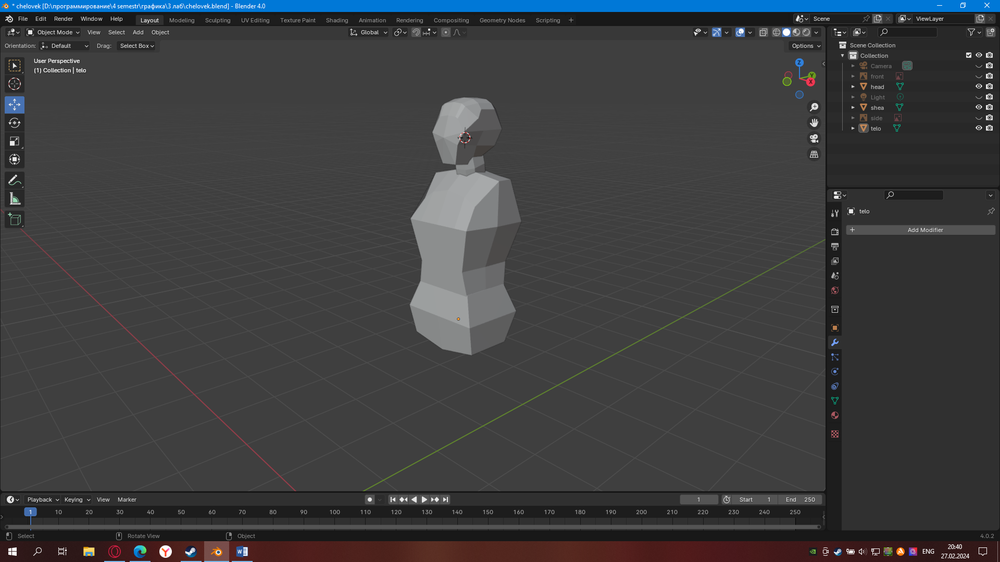 * chelovek [D:\программирование\4 semestr\графика\3 лаб\chelovek.blend] - Blender 4.0
File Edit Render Window Help Layout Modeling Sculpting UV Editing Texture Paint Shading Animation Rendering Compositing Geometry Nodes Scripting + Scene ViewLayer
Object Mode View Select Add Object Global
Orientation: Default Drag: Select Box Options
User Perspective
(1) Collection | telo
Z
Y
X
Scene Collection
Collection
Camera
front
head
Light
shea
side
telo
telo
+ Add Modifier
Playback Keying View Marker 1 Start 1 End 250
1 10 20 30 40 50 60 70 80 90 100 110 120 130 140 150 160 170 180 190 200 210 220 230 240 250
Select Rotate View Object 4.0.2
ENG 20:40
27.02.2024